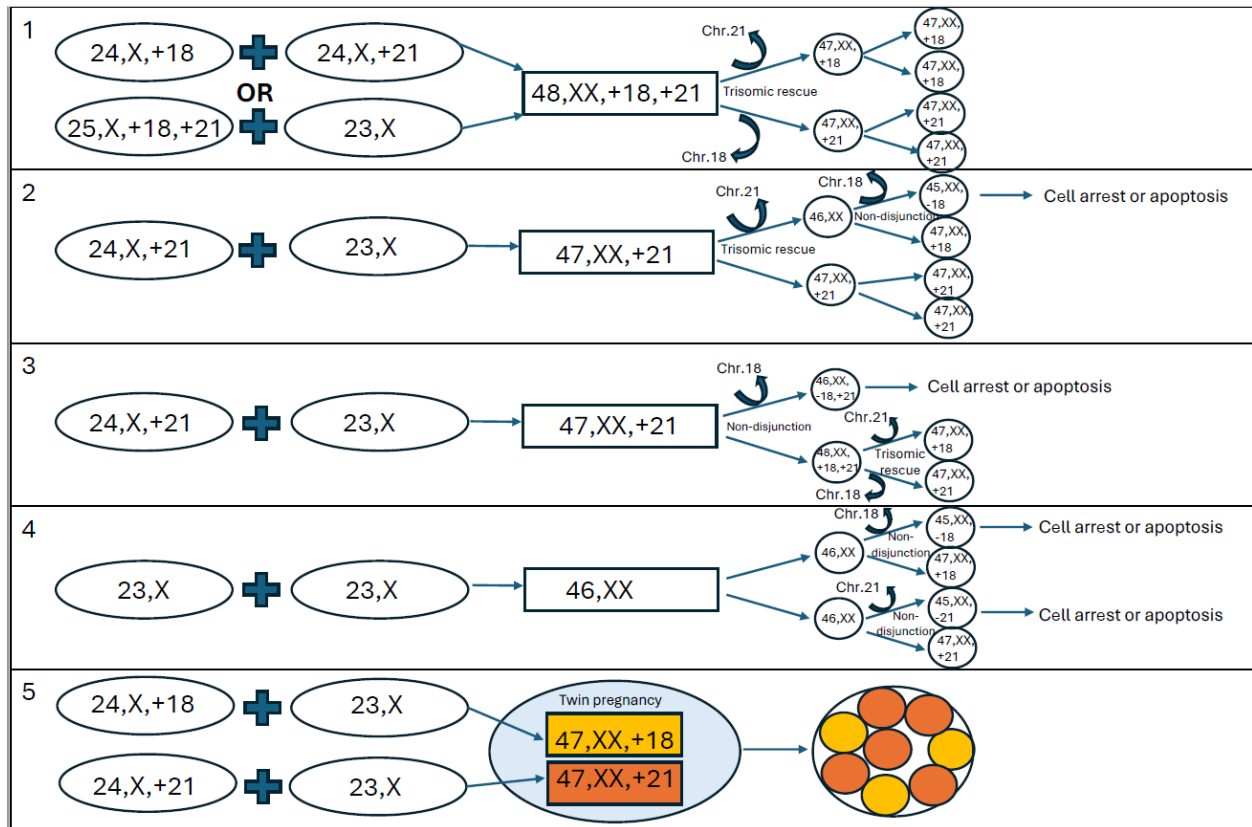 1
24,X,+18
24,X,+21
OR
25,X,+18,+21
23,X
48,XX,+18,+21
Chr.21
Trisomic rescue
Chr.18
47,XX,
+18
47,XX,
+21
47,XX,
+18
47,XX,
+18
47,XX,
+21
47,XX,
+21
2
24,X,+21
23,X
47,XX,+21
Chr.21
Trisomic rescue
46,XX
47,XX,
+21
Chr.18
Non-disjunction
45,XX,
-18
47,XX,
+18
47,XX,
+21
47,XX,
+21
Cell arrest or apoptosis
3
24,X,+21
23,X
47,XX,+21
Chr.18
Non-disjunction
46,XX,
-18,+21
Cell arrest or apoptosis
48,XX,
+18,+21
Chr.21
Trisomic
rescue
Chr.18
47,XX,
+18
47,XX,
+21
4
23,X
23,X
46,XX
46,XX
46,XX
Chr.18
Non-
disjunction
45,XX,
-18
47,XX,
+18
Cell arrest or apoptosis
Chr.21
Non-
disjunction
45,XX,
-21
47,XX,
+21
Cell arrest or apoptosis
5
24,X,+18
23,X
24,X,+21
23,X
Twin pregnancy
47,XX,+18
47,XX,+21